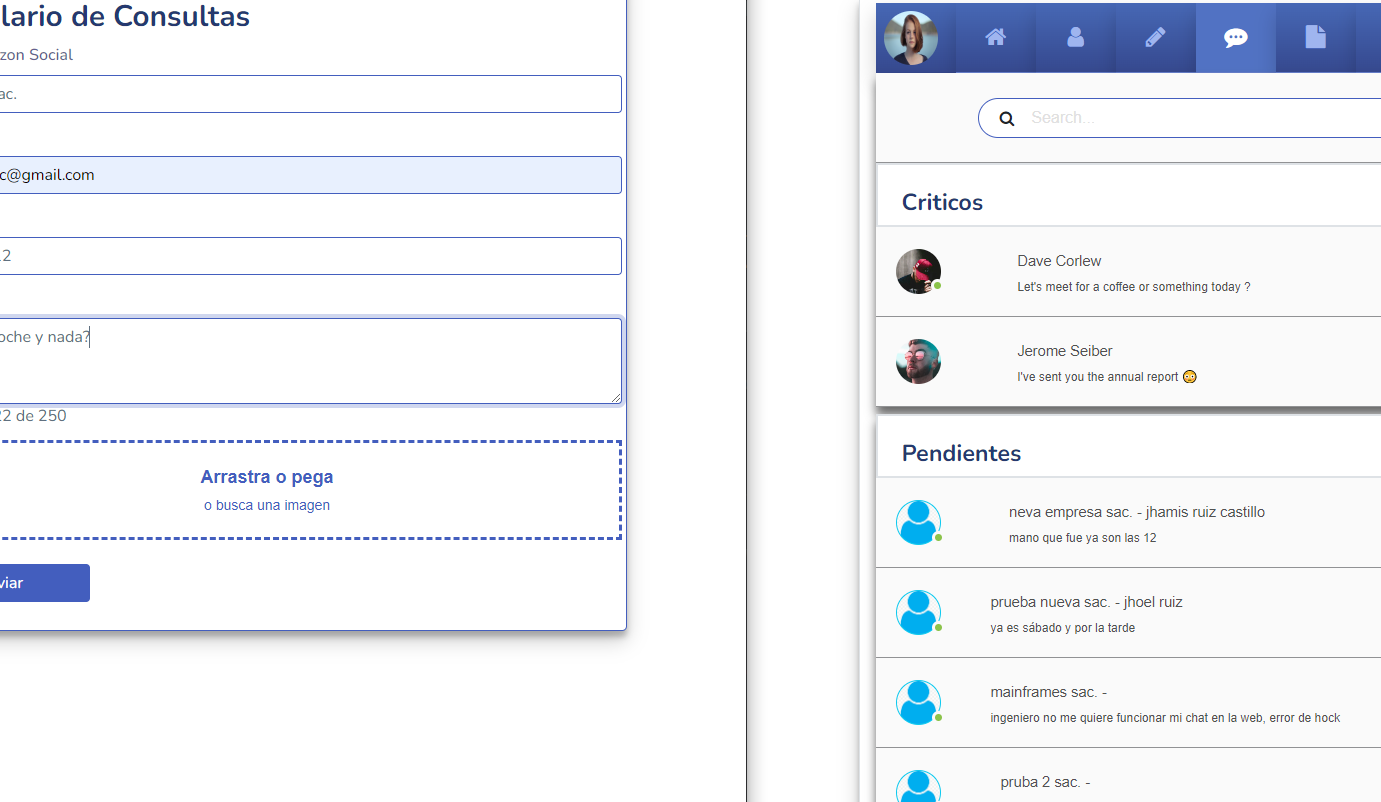 lario de Consultas
zon Social
ac.
c@gmail.com
2
oche y nada?
22 de 250
Arrastra o pega
o busca una imagen
viar
Search...
Criticos
Dave Corlew
Let's meet for a coffee or something today ?
Jerome Seiber
I've sent you the annual report 😳
Pendientes
neva empresa sac. - jhamis ruiz castillo
mano que fue ya son las 12
prueba nueva sac. - jhoel ruiz
ya es sábado y por la tarde
mainframes sac. -
ingeniero no me quiere funcionar mi chat en la web, error de hock
pruba 2 sac. -